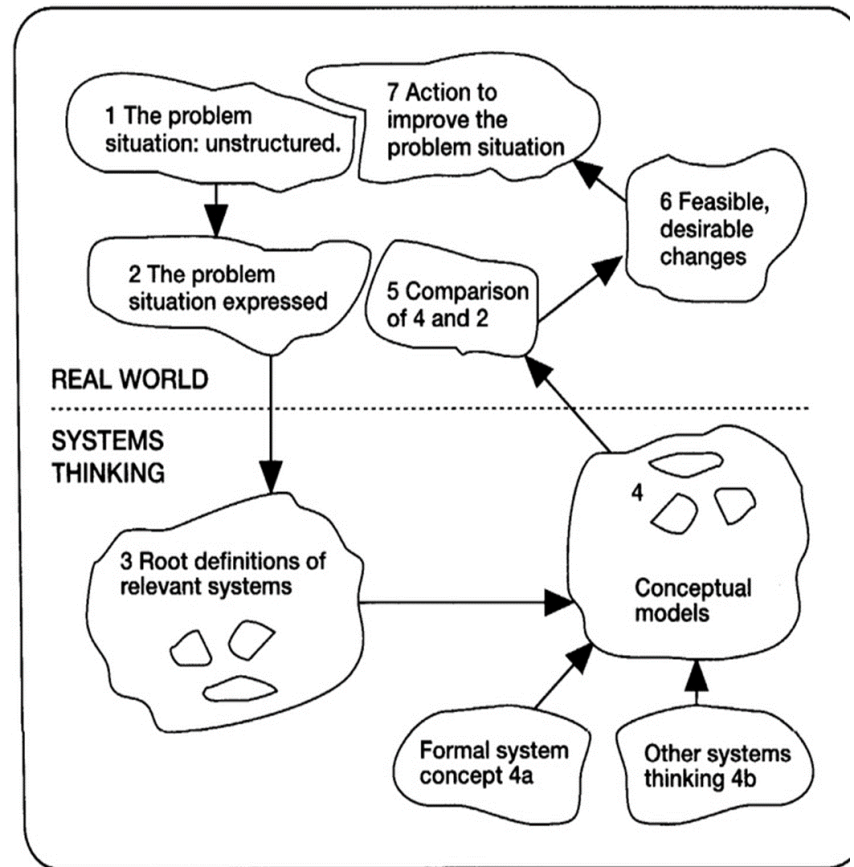 1 The problem
situation: unstructured.
7 Action to
improve the
problem situation
6 Feasible,
desirable
changes
2 The problem
situation expressed
5 Comparison
of 4 and 2
REAL WORLD
SYSTEMS
THINKING
4
Conceptual
models
3 Root definitions of
relevant systems
Formal system
concept 4a
Other systems
thinking 4b